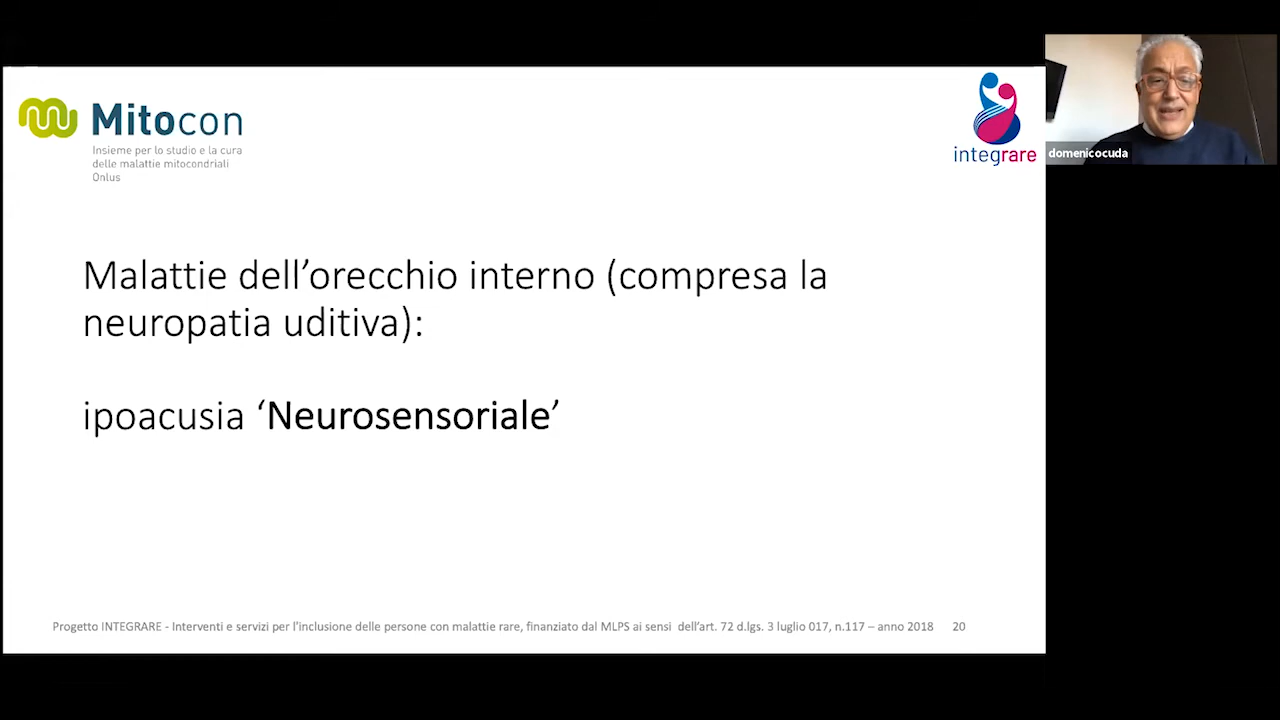 Mitocon
Insieme per lo studio e la cura
delle malattie mitocondriali
Onlus
integrare
domenicocuda
Malattie dell’orecchio interno (compresa la
neuropatia uditiva):
ipoacusia ‘Neurosensoriale’
Progetto INTEGRARE - Interventi e servizi per l’inclusione delle persone con malattie rare, finanziato dal MLPS ai sensi dell’art. 72 d.lgs. 3 luglio 017, n.117 – anno 2018 20